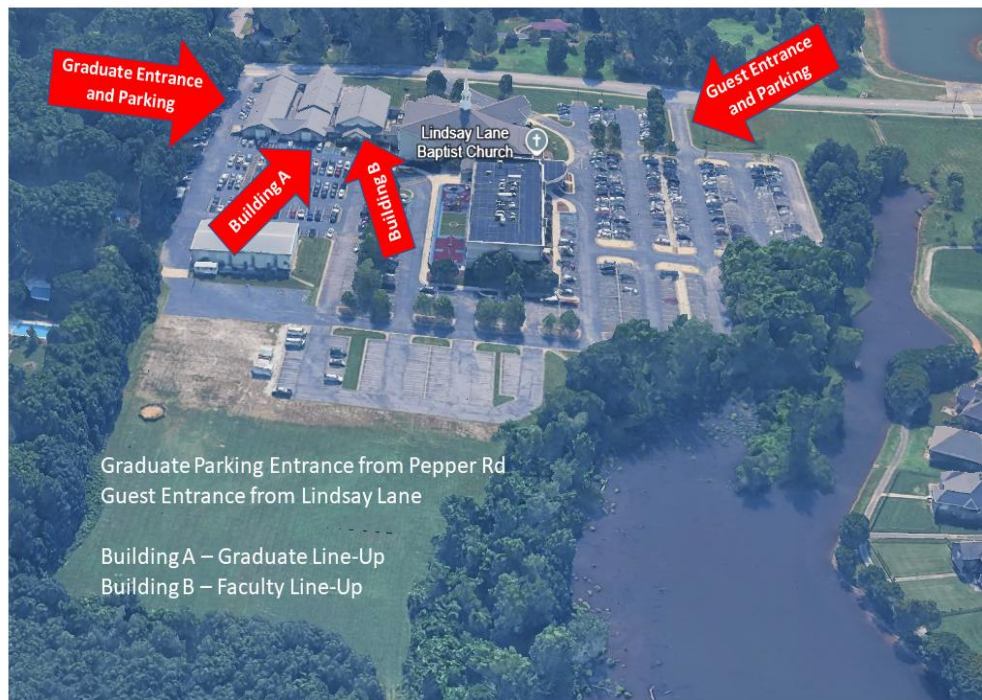 Graduate Entrance
and Parking
Guest Entrance
and Parking
Lindsay Lane
Baptist Church
Building A
Building B
Graduate Parking Entrance from Pepper Rd
Guest Entrance from Lindsay Lane
Building A – Graduate Line-Up
Building B – Faculty Line-Up